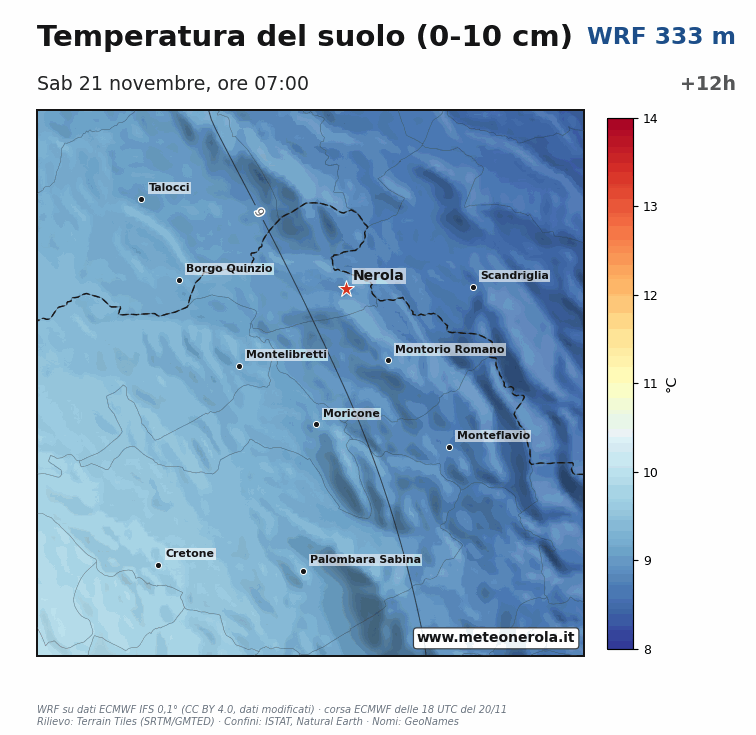 Temperatura del suolo (0-10 cm) WRF 333 m
Sab 21 novembre, ore 07:00 +12h
Talocci
Borgo Quinzio
Nerola
Scandriglia
Montelibretti
Montorio Romano
Moricone
Monteflavio
Cretone
Palombara Sabina
www.meteonerola.it
14
13
12
11
10
9
8
°C
WRF su dati ECMWF IFS 0,1° (CC BY 4.0, dati modificati) · corsa ECMWF delle 18 UTC del 20/11
Rilievo: Terrain Tiles (SRTM/GMTED) · Confini: ISTAT, Natural Earth · Nomi: GeoNames